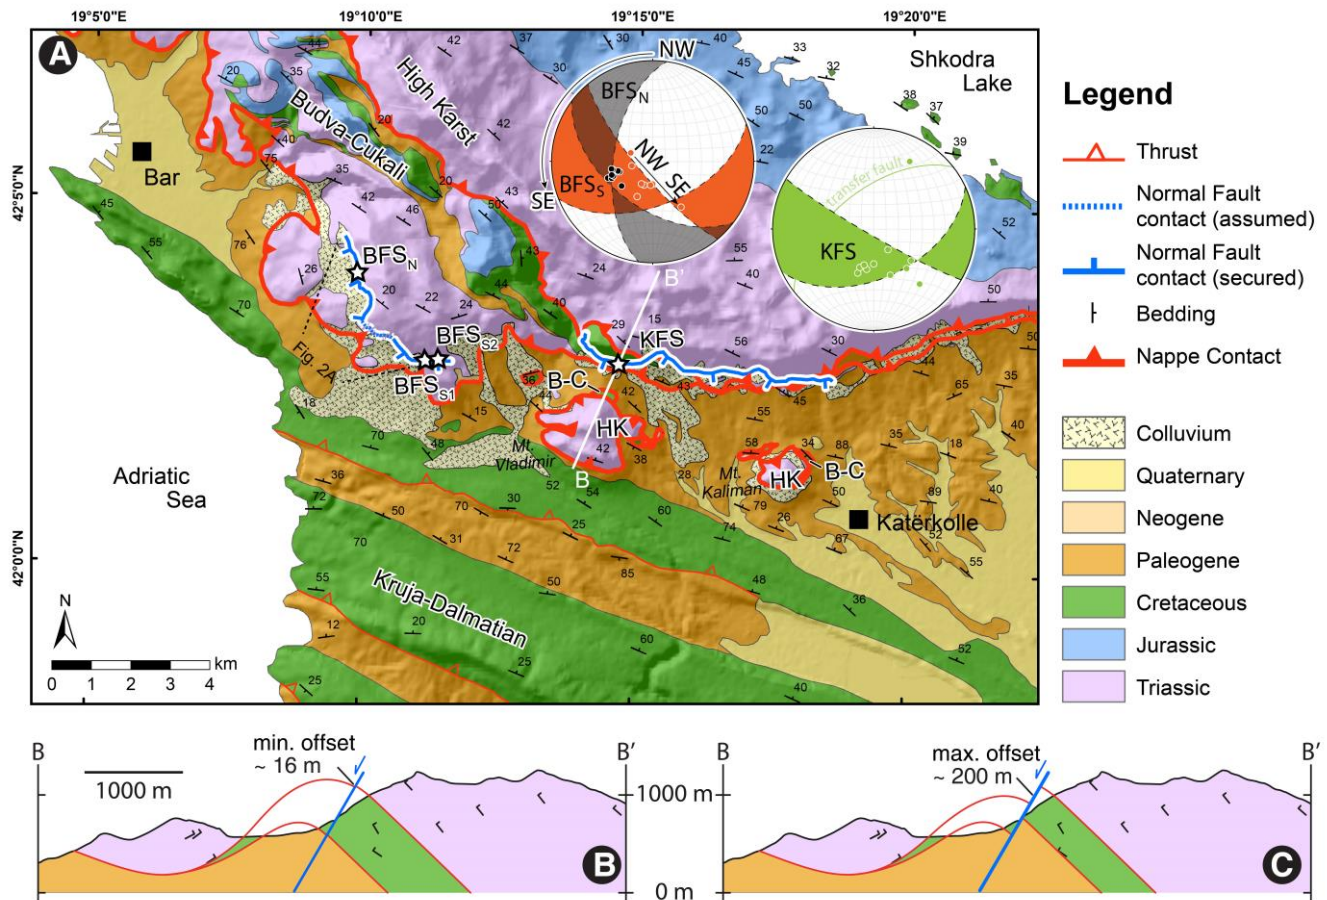 19°5'0"E
19°10'0"E
19°15'0"E
19°20'0"E
A
42°5'0"N
42°0'0"N
High Karst
Budva-Cukali
Bar
NW
BFSN
BFSS
NW SE
SE
transfer fault
KFS
Shkodra
Lake
BFSN
BFSS2
BFSS1
Fig. 2A
KFS
B'
B
B-C
HK
Mt.
Vladimir
Mt.
Kaliman
HK
B-C
Katërkolle
Adriatic
Sea
Kruja-Dalmatian
N
0 1 2 3 4 km
Legend
Thrust
Normal Fault
contact (assumed)
Normal Fault
contact (secured)
Bedding
Nappe Contact
Colluvium
Quaternary
Neogene
Paleogene
Cretaceous
Jurassic
Triassic
B
min. offset
~ 16 m
B'
1000 m
1000 m
0 m
B
B
max. offset
~ 200 m
B'
C